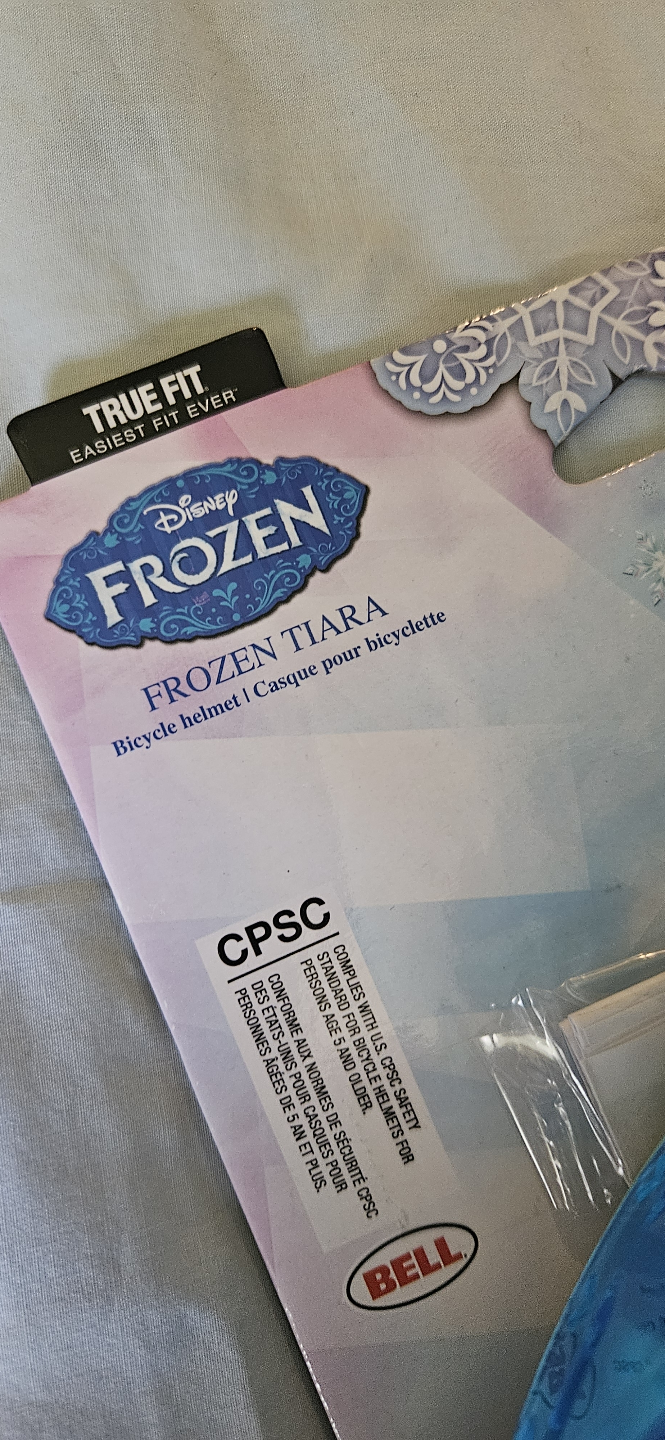 TRUE FIT®
EASIEST FIT EVER™
Disney
FROZEN
FROZEN TIARA
Bicycle helmet | Casque pour bicyclette
CPSC
COMPLIES WITH U.S. CPSC SAFETY
STANDARD FOR BICYCLE HELMETS FOR
PERSONS AGE 5 AND OLDER.
CONFORME AUX NORMES DE SÉCURITÉ CPSC
DES ÉTATS-UNIS POUR CASQUES POUR
PERSONNES ÂGÉES DE 5 AN ET PLUS.
BELL